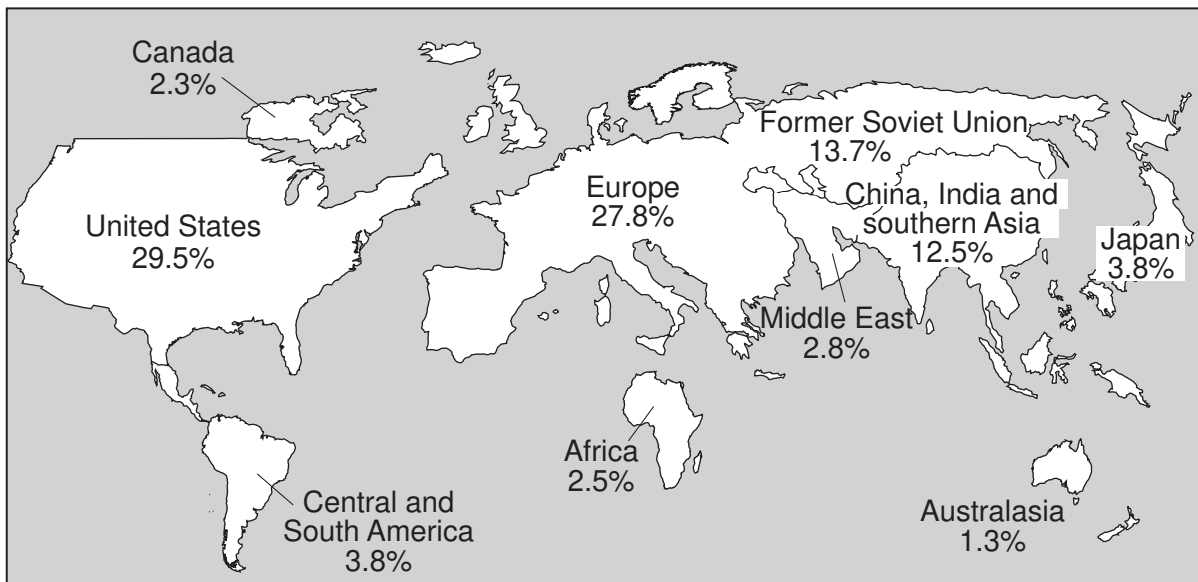 Canada
2.3%
Former Soviet Union
13.7%
United States
29.5%
Europe
27.8%
China, India and
southern Asia
12.5%
Japan
3.8%
Middle East
2.8%
Africa
2.5%
Central and
South America
3.8%
Australasia
1.3%